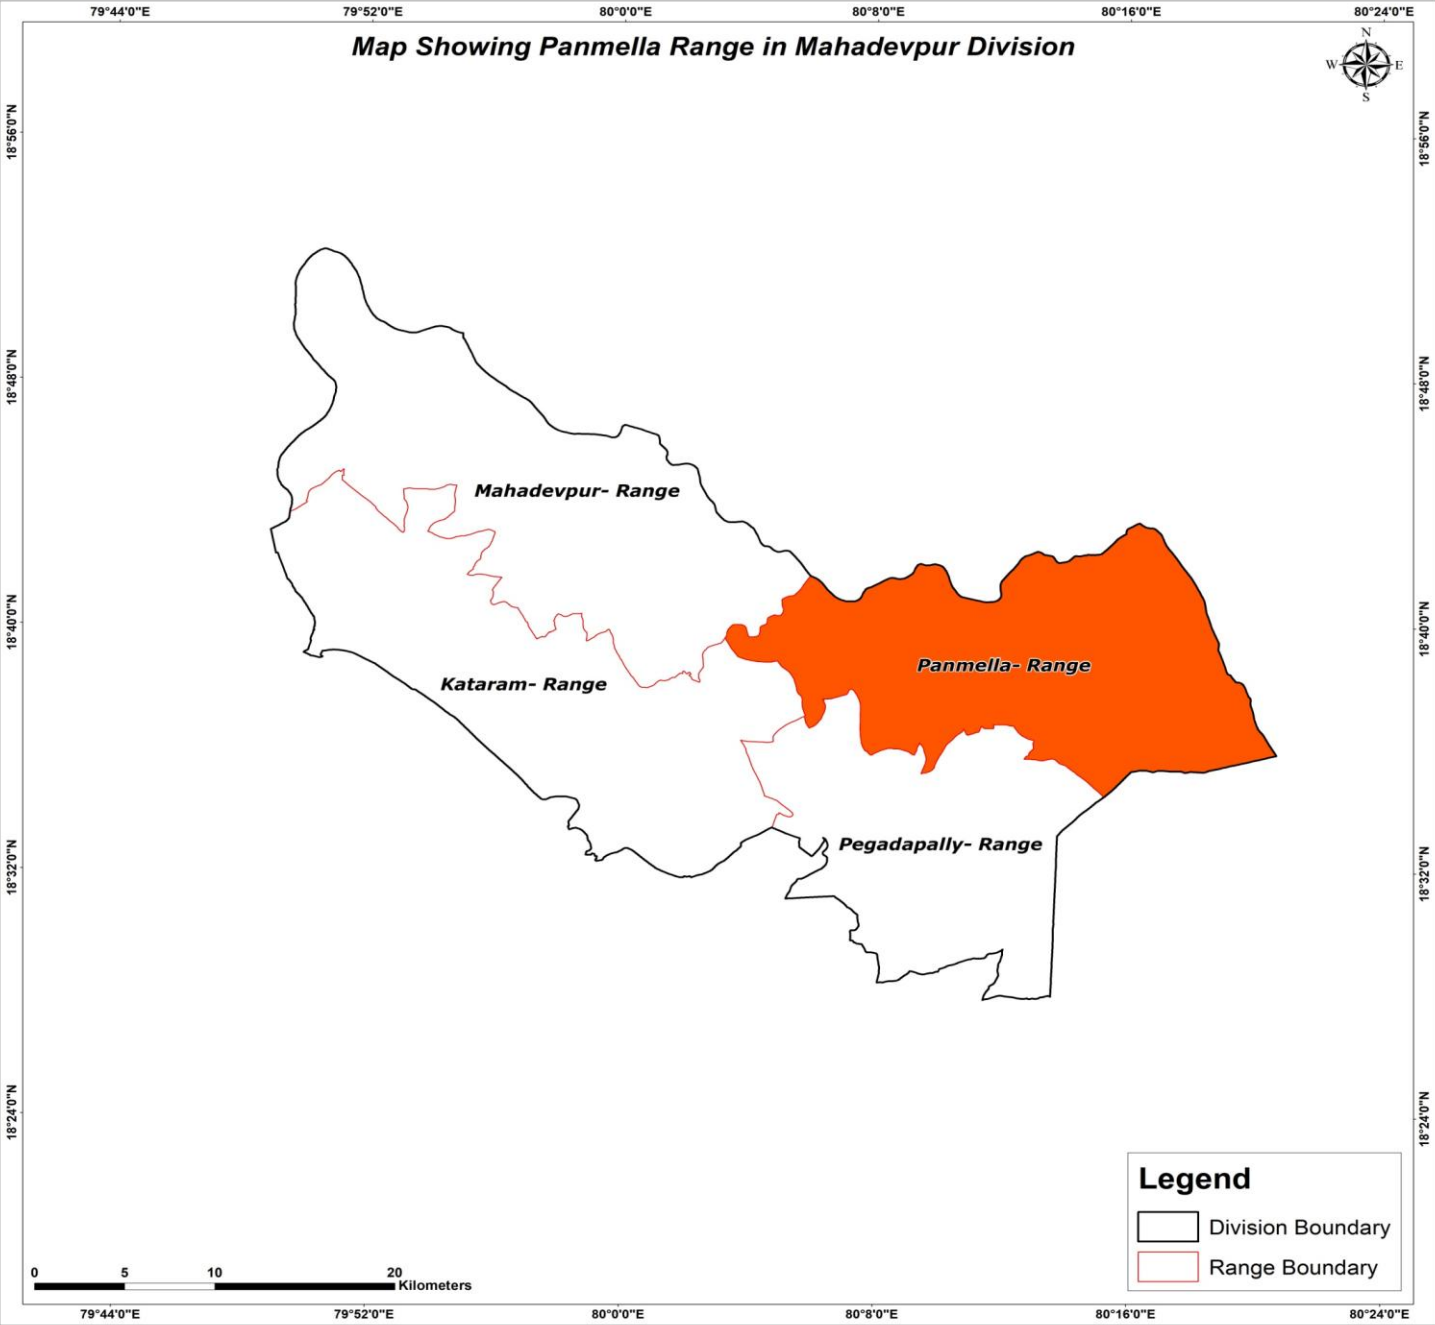 79°44'0"E 79°52'0"E 80°0'0"E 80°8'0"E 80°16'0"E 80°24'0"E
Map Showing Panmella Range in Mahadevpur Division
N
W E
S
18°56'0"N 18°56'0"N
18°48'0"N 18°48'0"N
Mahadevpur- Range
18°40'0"N 18°40'0"N
Panmella- Range
Kataram- Range
Pegadapally- Range
18°32'0"N 18°32'0"N
18°24'0"N 18°24'0"N
Legend
Division Boundary
Range Boundary
0 5 10 20
Kilometers
79°44'0"E 79°52'0"E 80°0'0"E 80°8'0"E 80°16'0"E 80°24'0"E